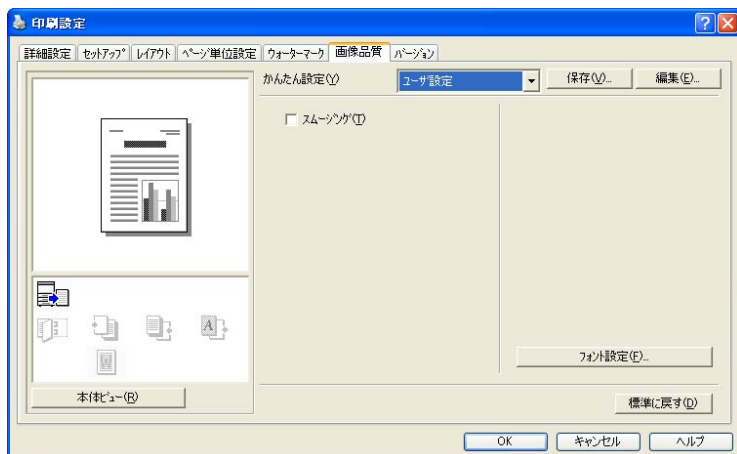 印刷設定
詳細設定 セットアップ レイアウト ページ単位設定 ウォーターマーク 画像品質 バージョン
かんたん設定(Y) ユーザ設定 保存(V)... 編集(E)...
スムージング(T)
A
フォント設定(F)...
本体ビュー(R)
標準に戻す(D)
OK キャンセル ヘルプ